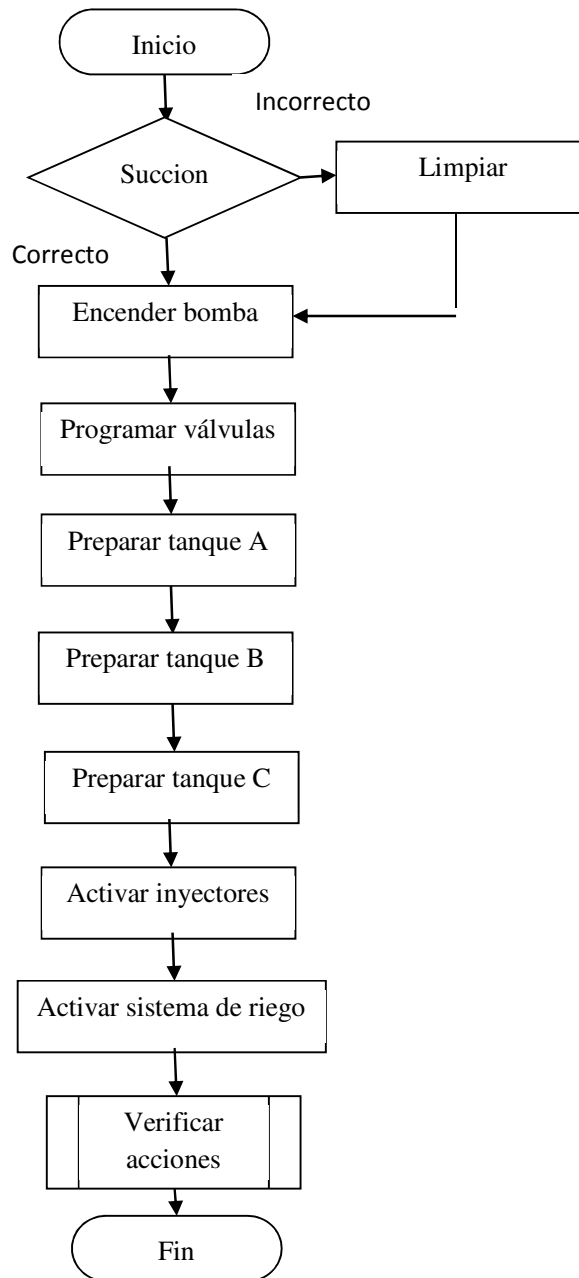 Inicio
Incorrecto
Succion
Limpiar
Correcto
Encender bomba
Programar válvulas
Preparar tanque A
Preparar tanque B
Preparar tanque C
Activar inyectores
Activar sistema de riego
Verificar
acciones
Fin